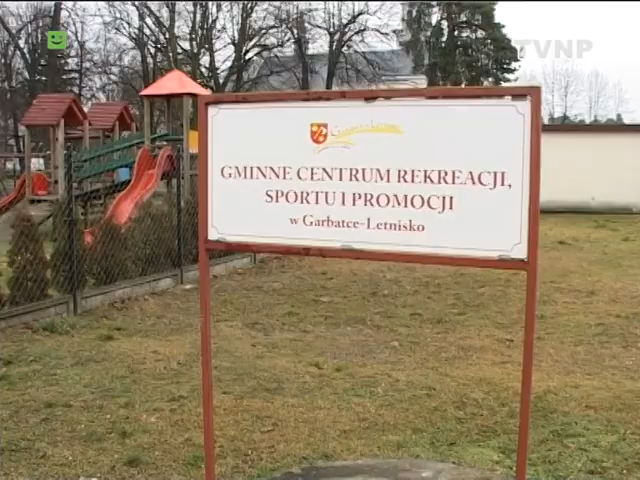 TVNP
GMINNE CENTRUM REKREACJI,
SPORTU I PROMOCJI
w Garbatce-Letnisko